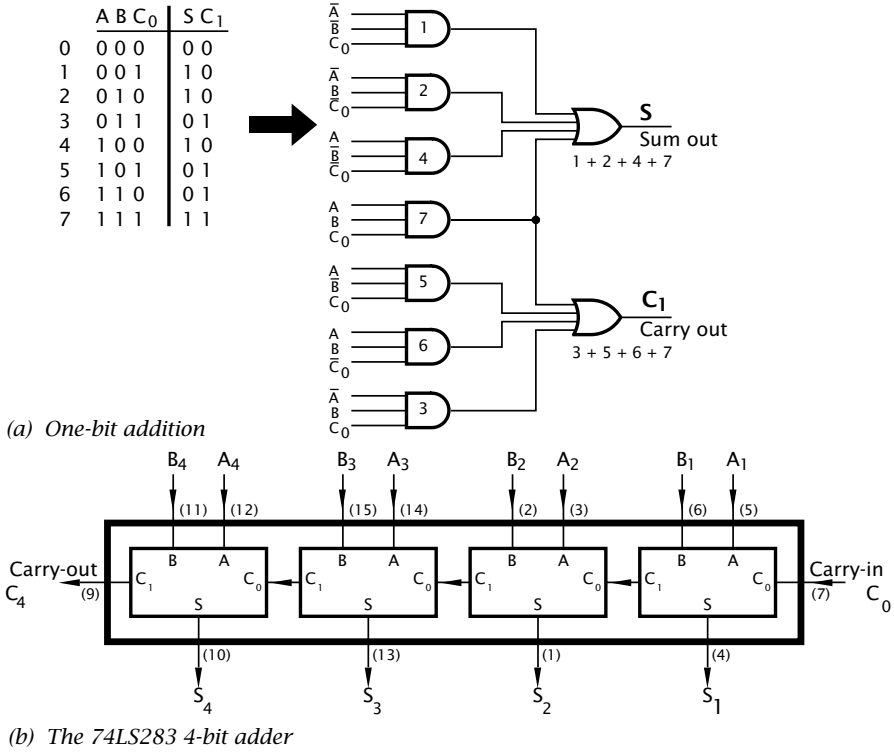 A B C0 S C1
0 0 0 0 0 0
1 0 0 1 1 0
2 0 1 0 1 0
3 0 1 1 0 1
4 1 0 0 1 0
5 1 0 1 0 1
6 1 1 0 0 1
7 1 1 1 1 1
A̅
B̅
C0
1
A̅
B
C̅0
2
A
B̅
C̅0
4
A
B
C0
7
A̅
B̅
C0
5
A
B
C̅0
6
A̅
B
C0
3
S
Sum out
1 + 2 + 4 + 7
C1
Carry out
3 + 5 + 6 + 7
(a) One-bit addition
B4 A4 B3 A3 B2 A2 B1 A1
(11) (12) (15) (14) (2) (3) (6) (5)
B A B A B A B A
Carry-out C1 C0 C1 C0 C1 C0 C1 C0 Carry-in
C4 (9) S S S S (7) C0
(10) (13) (1) (4)
S4 S3 S2 S1
(b) The 74LS283 4-bit adder